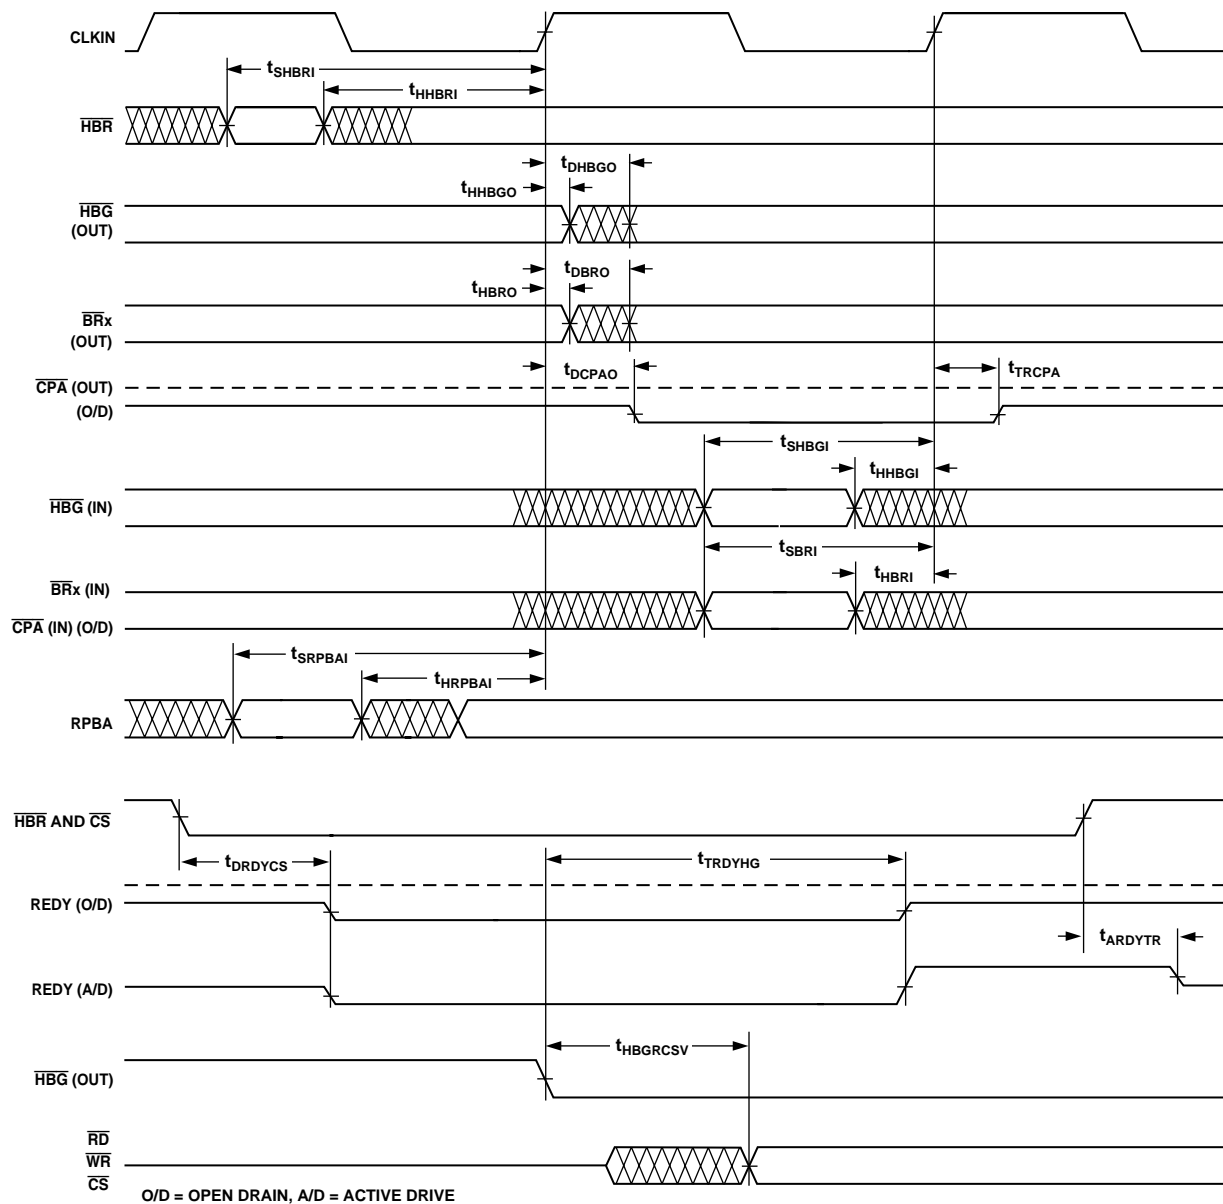 CLKIN
tSHBRI
tHHBRI
HBR
tDHBGO
tHHBGO
HBG
(OUT)
tDBRO
tHBRO
BRx
(OUT)
tDCPAO
tTRCPA
CPA (OUT)
(O/D)
tSHBGI
tHHBGI
HBG (IN)
tSBRI
tHBRI
BRx (IN)
CPA (IN) (O/D)
tSRPBAI
tHRPBAI
RPBA
HBR AND CS
tDRDYCS
tTRDYHG
REDY (O/D)
tARDYTR
REDY (A/D)
tHBGRCSV
HBG (OUT)
RD
WR
CS
O/D = OPEN DRAIN, A/D = ACTIVE DRIVE